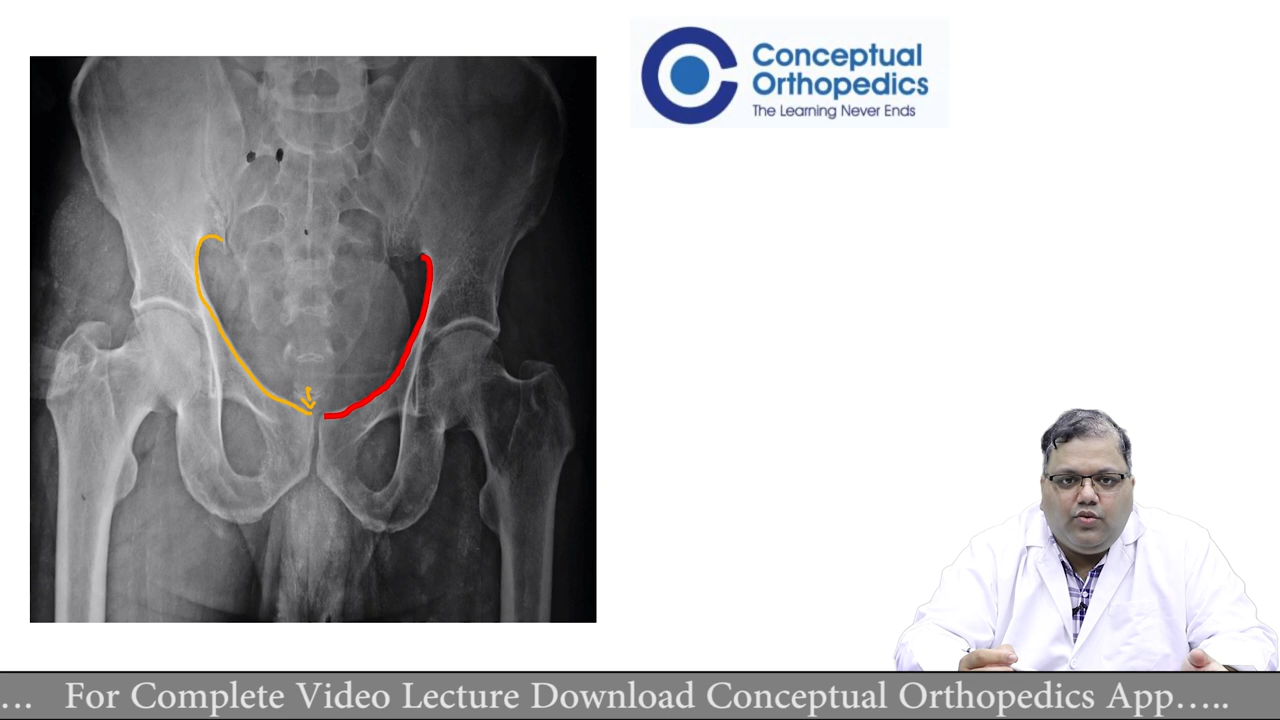 Conceptual
Orthopedics
The Learning Never Ends
... For Complete Video Lecture Download Conceptual Orthopedics App.....